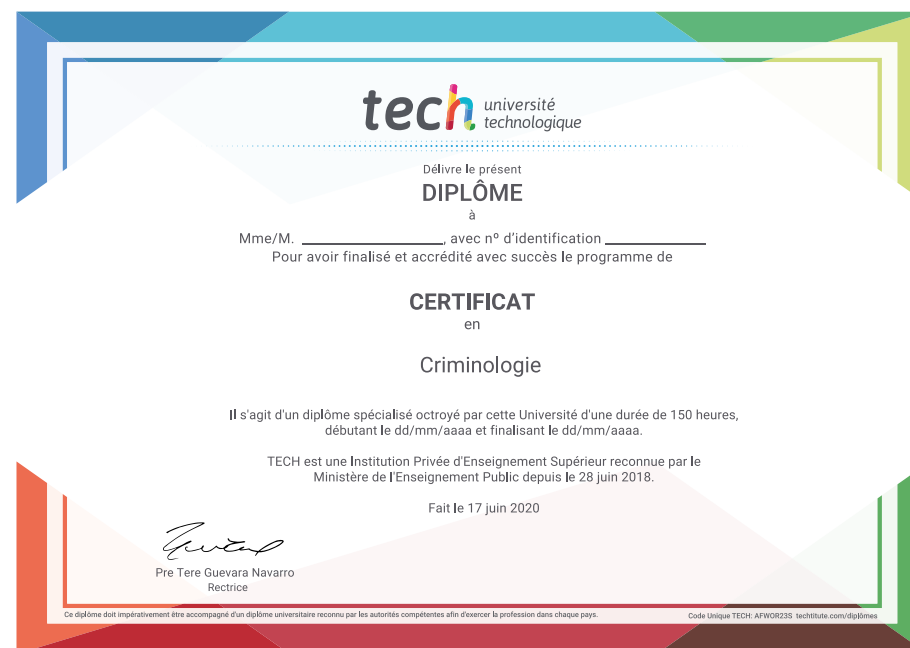 tech université
technologique
Délivre le présent
DIPLÔME
à
Mme/M. ____________________, avec nº d'identification ______________
Pour avoir finalisé et accrédité avec succès le programme de
CERTIFICAT
en
Criminologie
Il s'agit d'un diplôme spécialisé octroyé par cette Université d'une durée de 150 heures,
débutant le dd/mm/aaaa et finalisant le dd/mm/aaaa.
TECH est une Institution Privée d'Enseignement Supérieur reconnue par le
Ministère de l'Enseignement Public depuis le 28 juin 2018.
Fait le 17 juin 2020
Pre Tere Guevara Navarro
Rectrice
Ce diplôme doit impérativement être accompagné d'un diplôme universitaire reconnu par les autorités compétentes afin d'exercer la profession dans chaque pays.
Code Unique TECH: AFWOR23S techtitute.com/diplômes